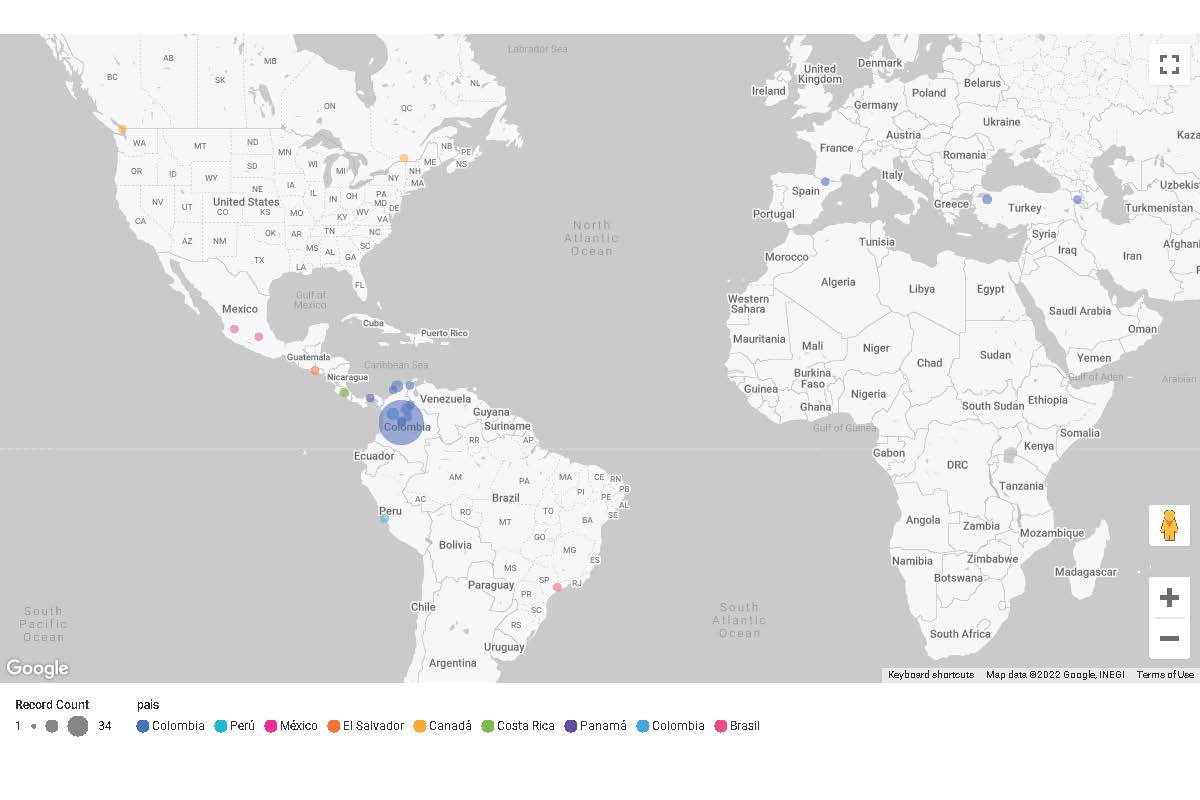 Labrador Sea
AB
MB
BC
SK
NL
ON
QC
NB
PE
NS
WA
MT
ND
MN
ME
OR
ID
SD
WI
MI
NH
NY
MA
WY
NE
IA
IL
IN
OH
PA
MD
DE
NV
UT
United States
CO
KS
MO
KY
WV
VA
CA
OK
AR
TN
NC
AZ
NM
MS
AL
SC
GA
TX
LA
FL
Gulf of
Mexico
Mexico
Cuba
Puerto Rico
Guatemala
Caribbean Sea
Nicaragua
Venezuela
Guyana
Suriname
Colombia
RR
AP
Ecuador
AM
PA
MA
CE
RN
PB
PI
PE
AL
SE
AC
Brazil
Peru
RO
TO
BA
MT
GO
Bolivia
MG
ES
MS
Paraguay
SP
RJ
PR
Chile
SC
RS
Uruguay
Argentina
South
Pacific
Ocean
North
Atlantic
Ocean
South
Atlantic
Ocean
United
Kingdom
Denmark
Ireland
Poland
Belarus
Germany
Ukraine
Austria
France
Romania
Kaza
Italy
Spain
Uzbekis
Portugal
Greece
Turkey
Turkmenistan
Syria
Tunisia
Iraq
Afghani
Morocco
Iran
P
Algeria
Libya
Egypt
Western
Sahara
Saudi Arabia
Oman
Mauritania
Mali
Niger
Chad
Sudan
Yemen
Gulf of Aden
Arabian
Burkina
Faso
Guinea
Nigeria
Ethiopia
Ghana
South Sudan
Gulf of Guinea
Somalia
Gabon
Kenya
DRC
Tanzania
Angola
Zambia
Mozambique
Namibia
Zimbabwe
Botswana
Madagascar
South Africa
Google
Keyboard shortcuts Map data ©2022 Google, INEGI Terms of Use
Record Count pais
1 34 Colombia Perú México El Salvador Canadá Costa Rica Panamá Colombia Brasil